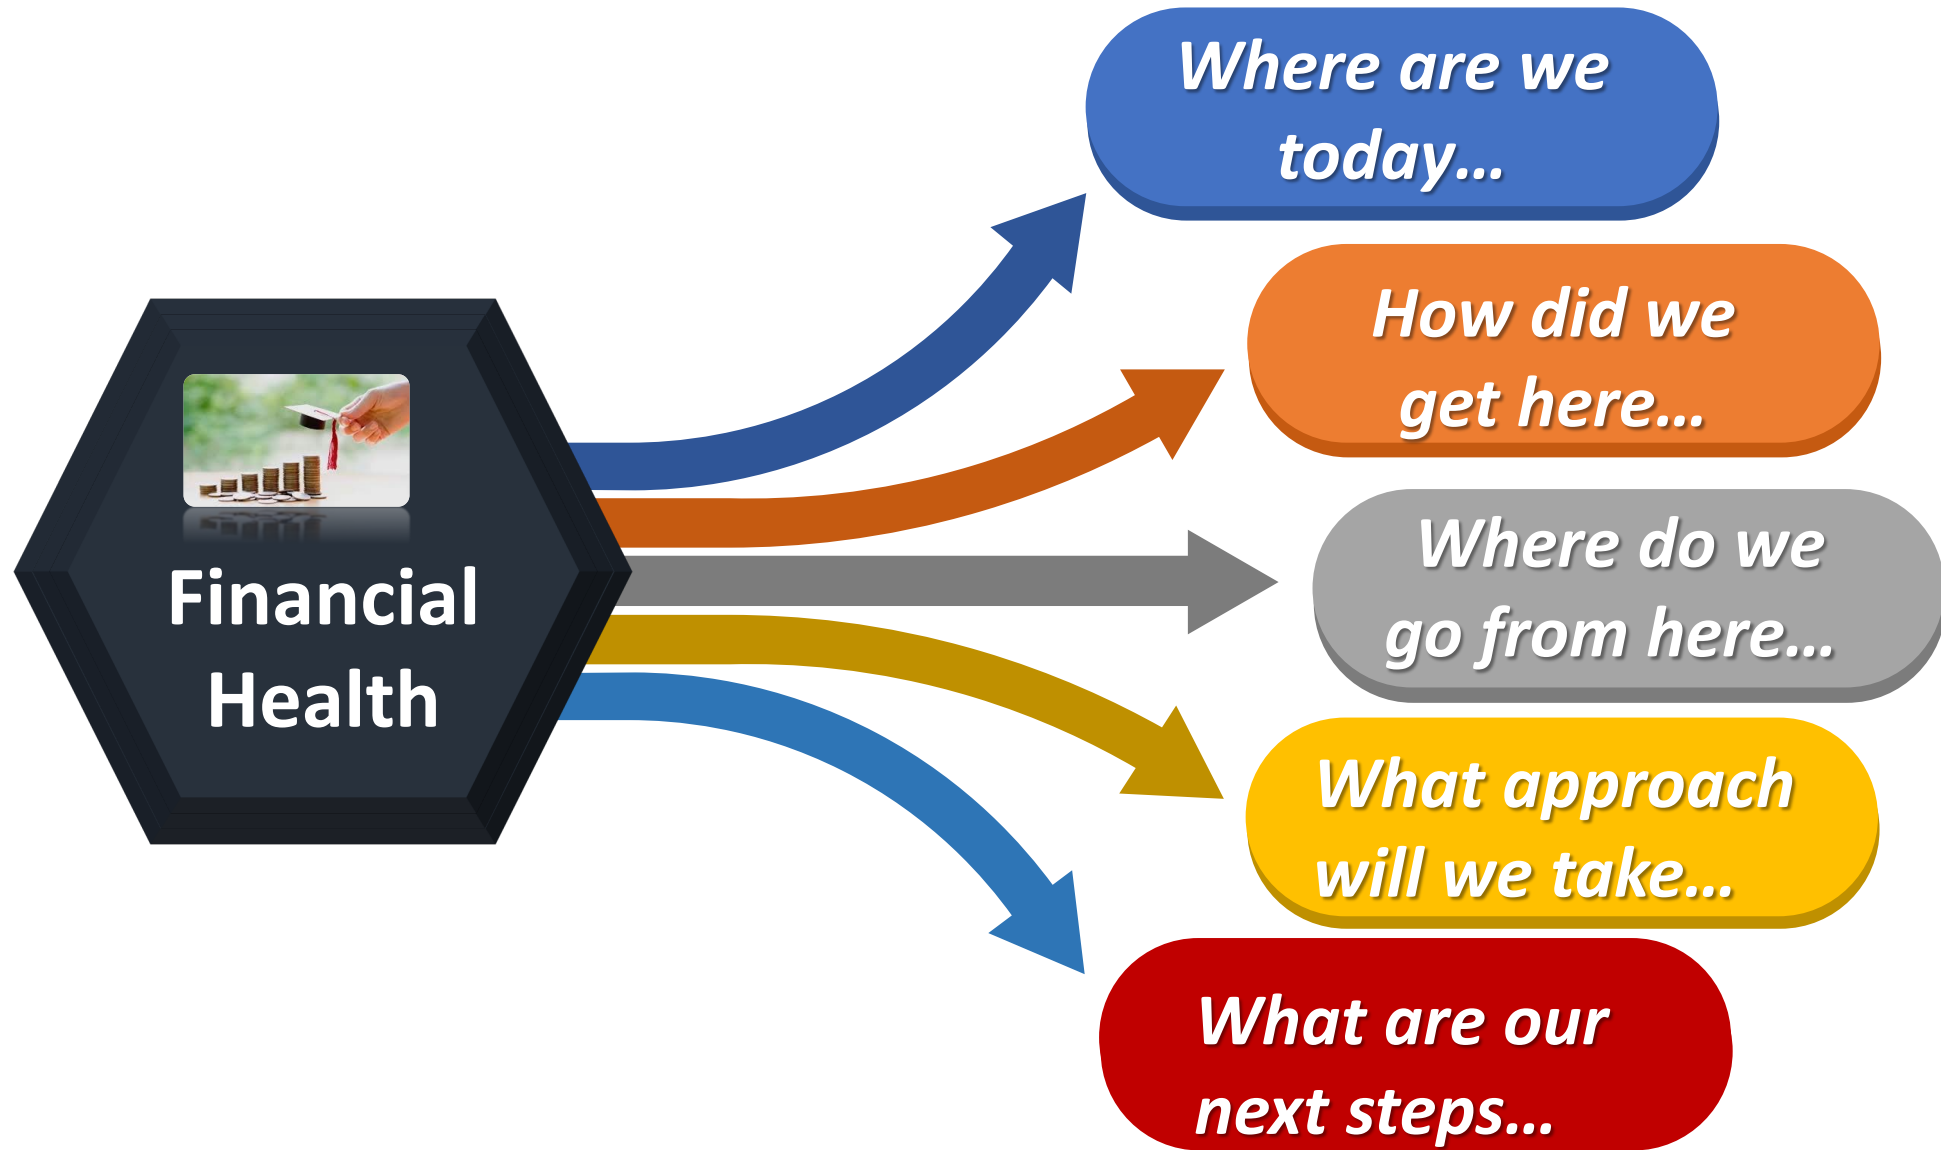 Where are we
today…
How did we
get here…
Where do we
go from here…
Financial
Health
What approach
will we take…
What are our
next steps…